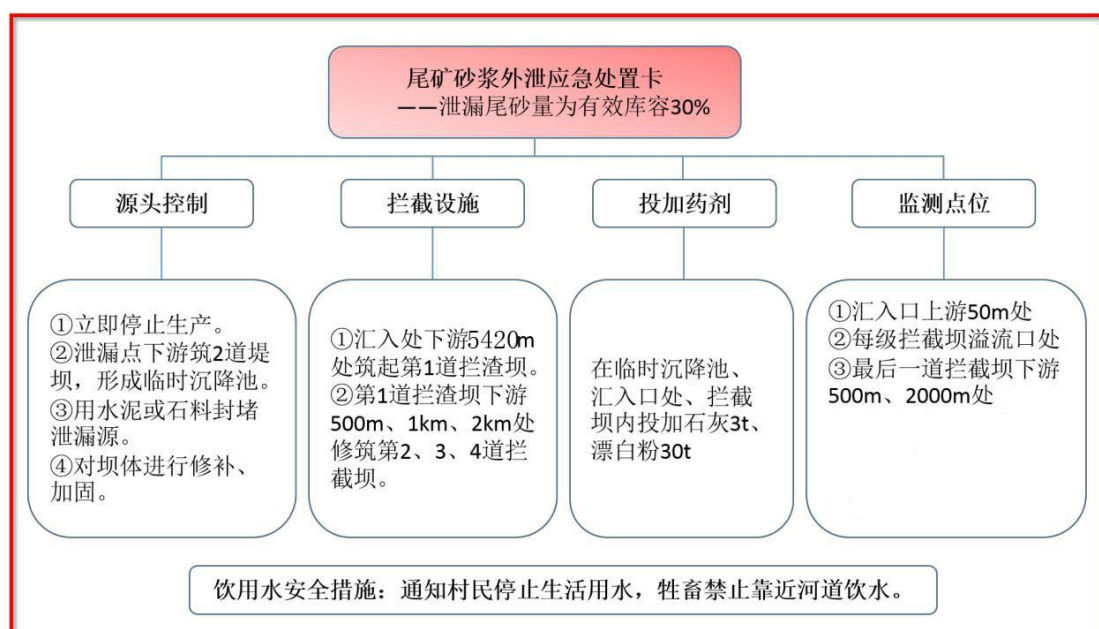 尾矿砂浆外泄应急处置卡
——泄漏尾砂量为有效库容30%
源头控制
拦截设施
投加药剂
监测点位
①立即停止生产。
②泄漏点下游筑2道堤
坝，形成临时沉降池。
③用水泥或石料封堵
泄漏源。
④对坝体进行修补、
加固。
①汇入处下游5420m
处筑起第1道拦渣坝。
②第1道拦渣坝下游
500m、1km、2km处
修筑第2、3、4道拦
截坝。
在临时沉降池、
汇入口处、拦截
坝内投加石灰3t、
漂白粉30t
①汇入口上游50m处
②每级拦截坝溢流口处
③最后一道拦截坝下游
500m、2000m处
饮用水安全措施：通知村民停止生活用水，牲畜禁止靠近河道饮水。